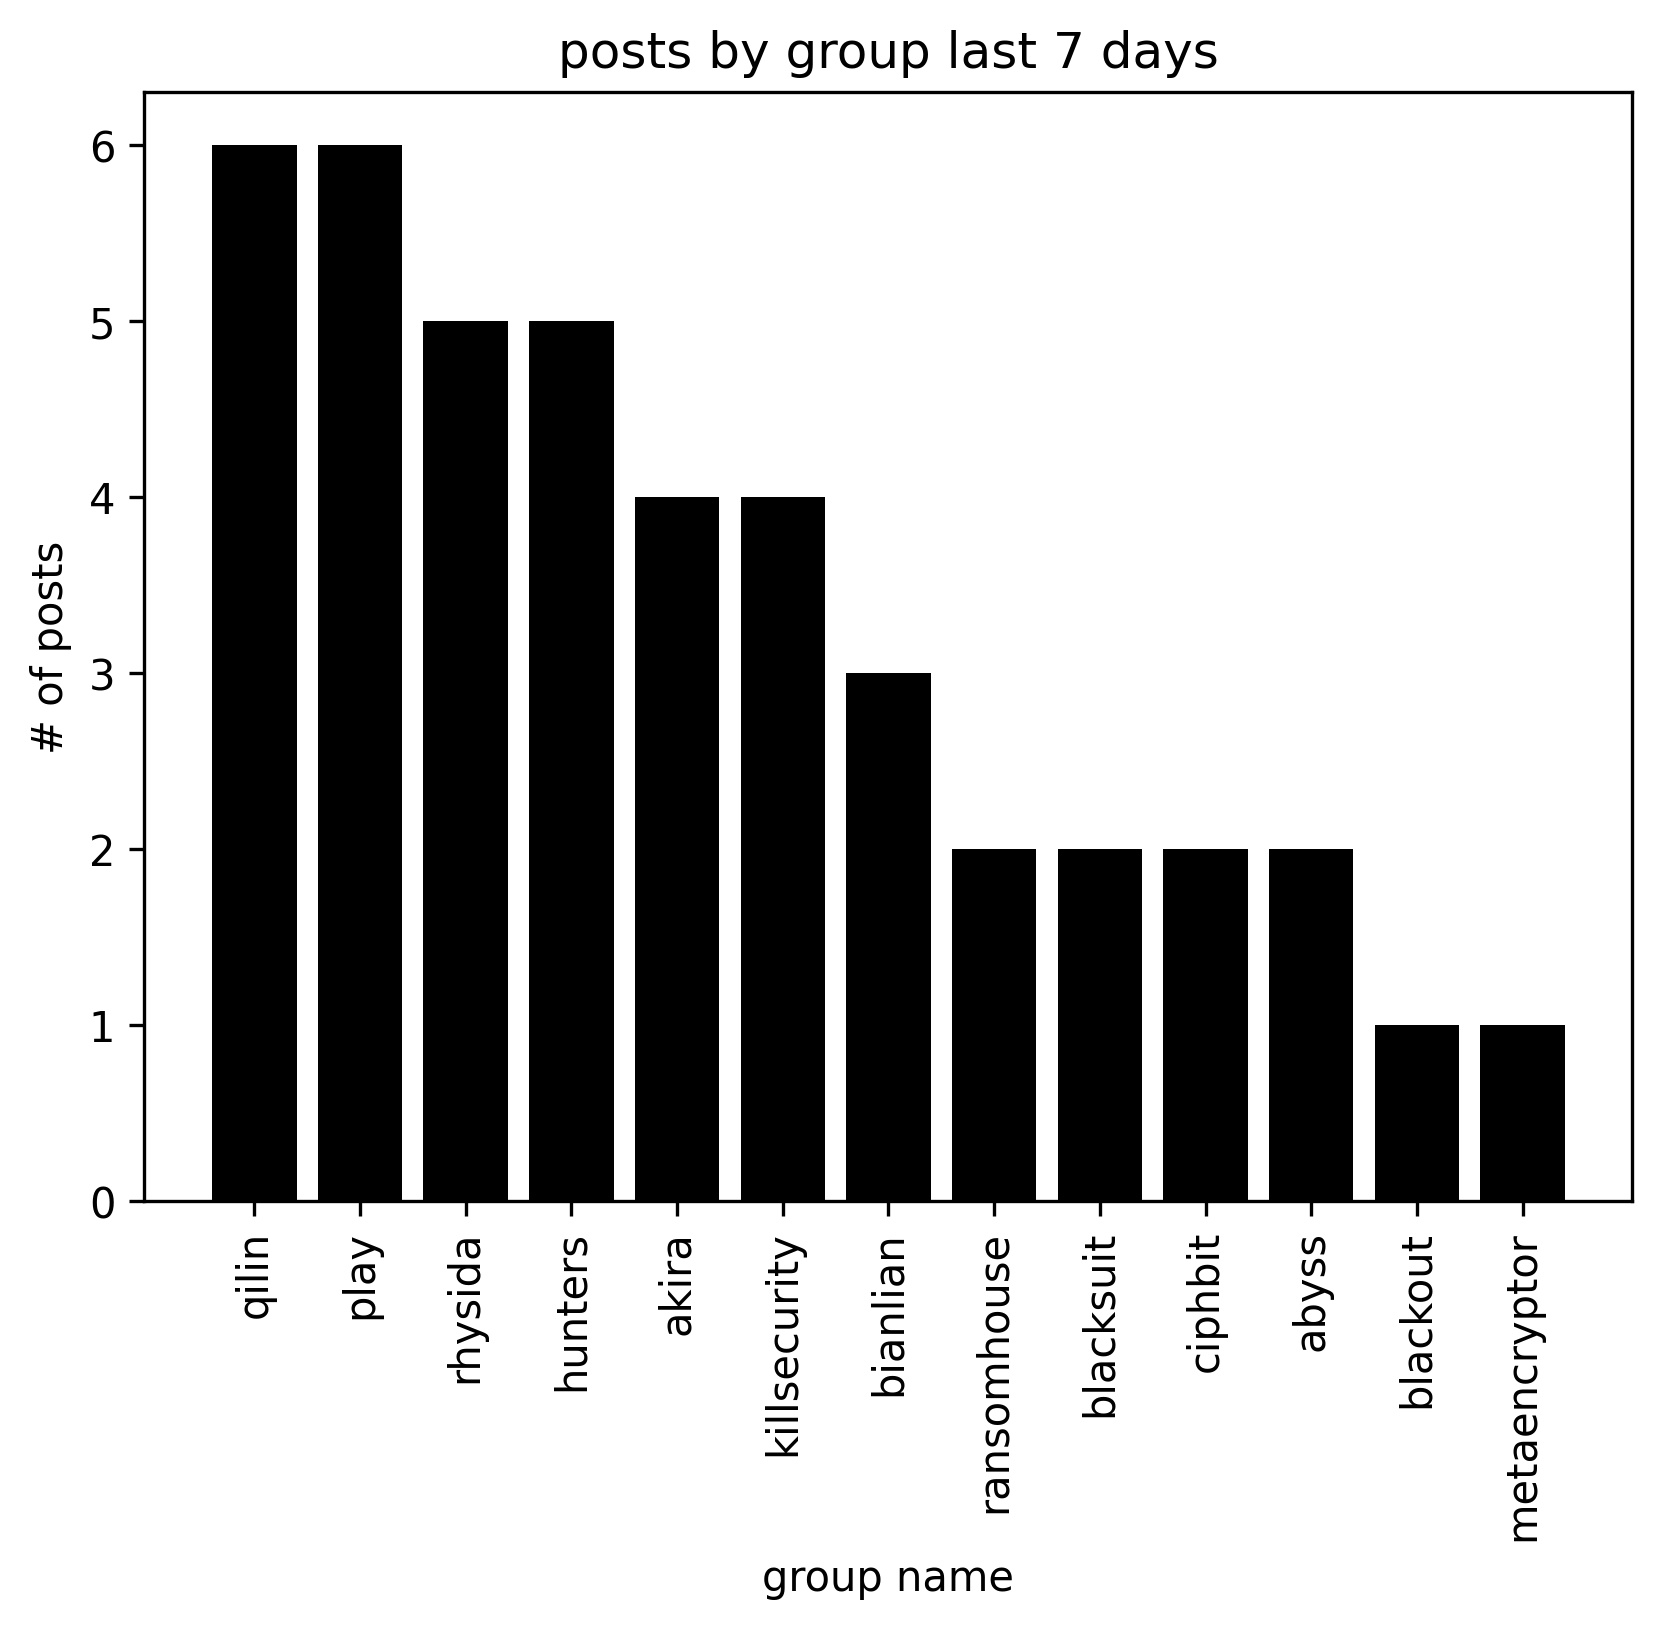 posts by group last 7 days
# of posts
6
5
4
3
2
1
0
qilin
play
rhysida
hunters
akira
killsecurity
bianlian
ransomhouse
blacksuit
ciphbit
abyss
blackout
metaencryptor
group name